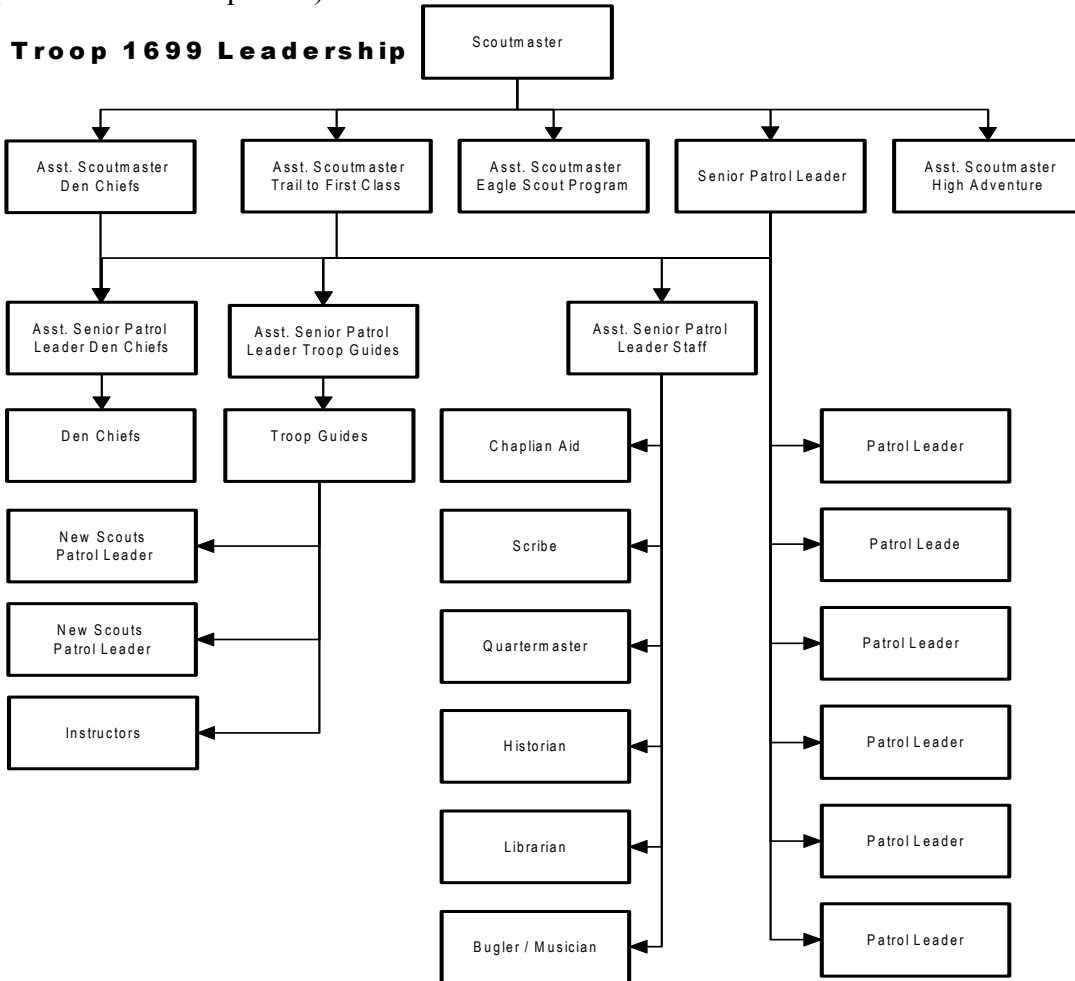 Scoutmaster
Troop 1699 Leadership
Asst. Scoutmaster
Den Chiefs
Asst. Scoutmaster
Trail to First Class
Asst. Scoutmaster
Eagle Scout Program
Senior Patrol Leader
Asst. Scoutmaster
High Adventure
Asst. Senior Patrol
Leader Den Chiefs
Asst. Senior Patrol
Leader Troop Guides
Asst. Senior Patrol
Leader Staff
Den Chiefs
Troop Guides
Chaplian Aid
Patrol Leader
New Scouts
Patrol Leader
Scribe
Patrol Leade
New Scouts
Patrol Leader
Quartermaster
Patrol Leader
Instructors
Historian
Patrol Leader
Librarian
Patrol Leader
Bugler / Musician
Patrol Leader